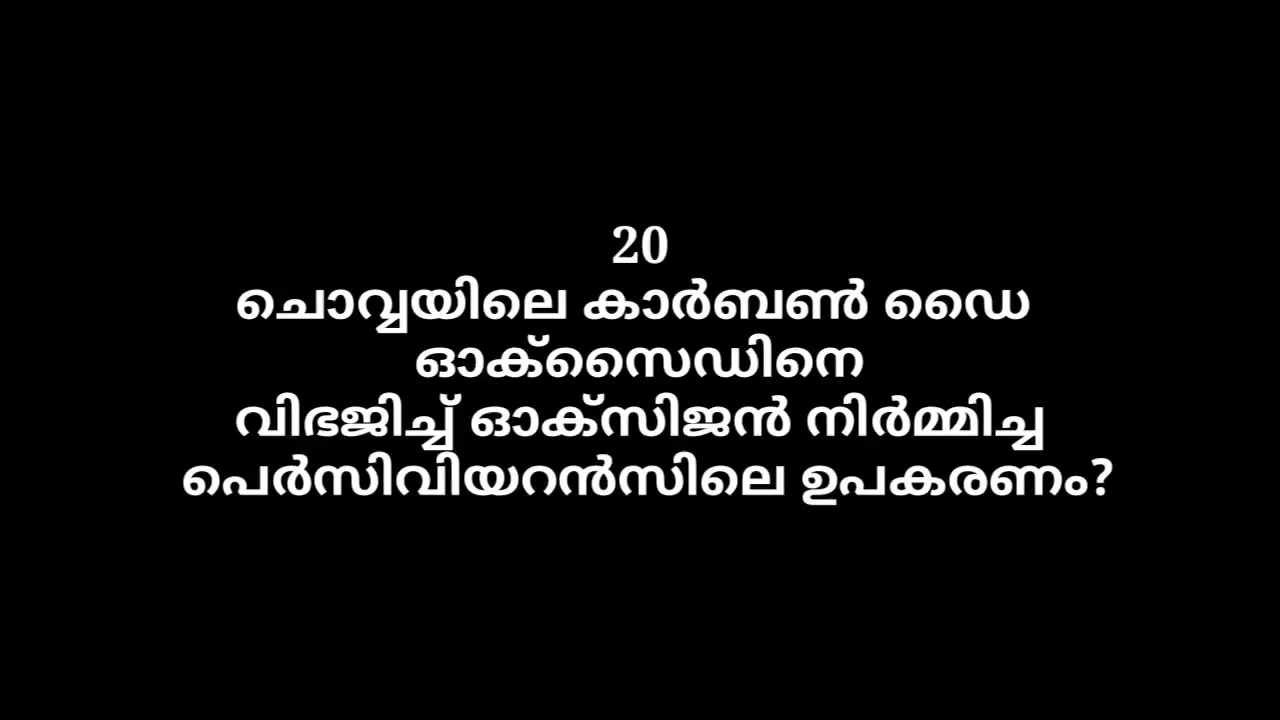 20
ചൊവ്വയിലെ കാർബൺ ഡൈ
ഓക്സൈഡിനെ
വിഭജിച്ച് ഓക്സിജൻ നിർമ്മിച്ച
പെർസിവിയറൻസിലെ ഉപകരണം?